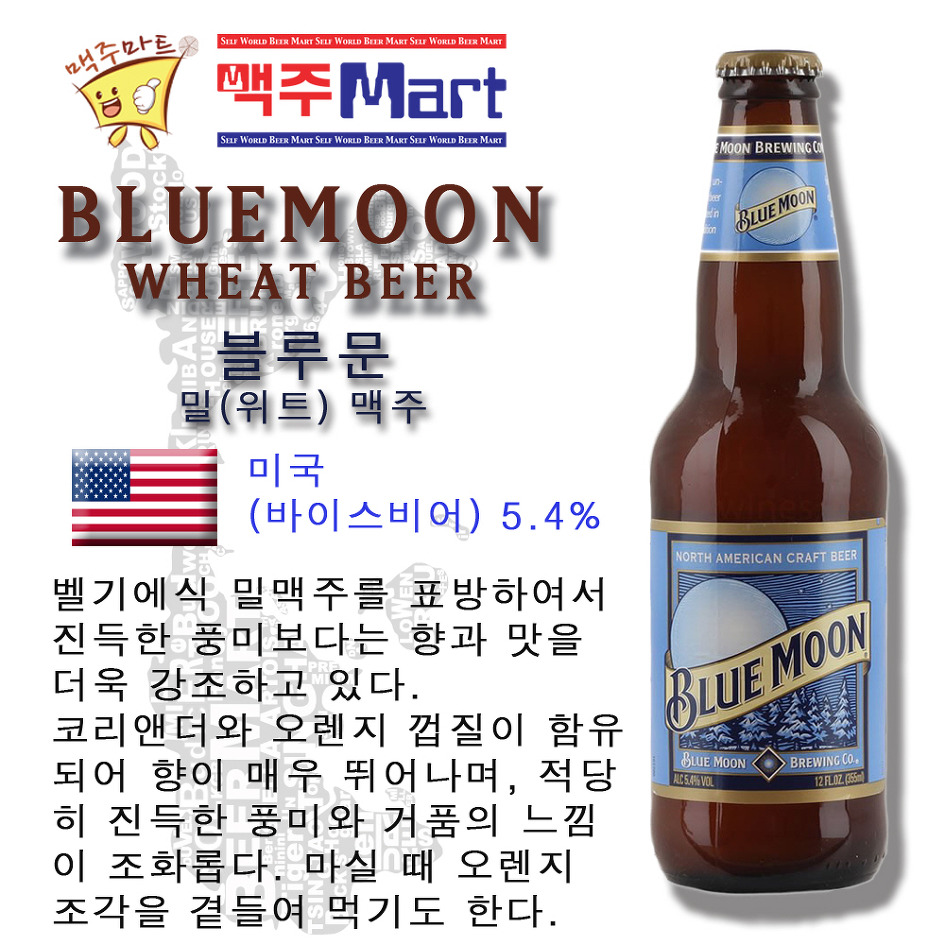 맥주마트
SELF WORLD BEER MART SELF WORLD BEER MART SELF WORLD BEER MART
맥주Mart
SELF WORLD BEER MART SELF WORLD BEER MART SELF WORLD BEER MART
BLUEMOON
WHEAT BEER
블루문
밀(위트) 맥주
미국
(바이스비어) 5.4%
벨기에식 밀맥주를 표방하여서
진득한 풍미보다는 향과 맛을
더욱 강조하고 있다.
코리앤더와 오렌지 껍질이 함유
되어 향이 매우 뛰어나며, 적당
히 진득한 풍미와 거품의 느낌
이 조화롭다. 마실 때 오렌지
조각을 곁들여 먹기도 한다.
E MOON BREWING CO
BLUE MOON
NORTH AMERICAN CRAFT BEER
BLUE MOON
BLUE MOON BREWING CO.
ALC 5.4% VOL 12 FL.OZ. (355ml)